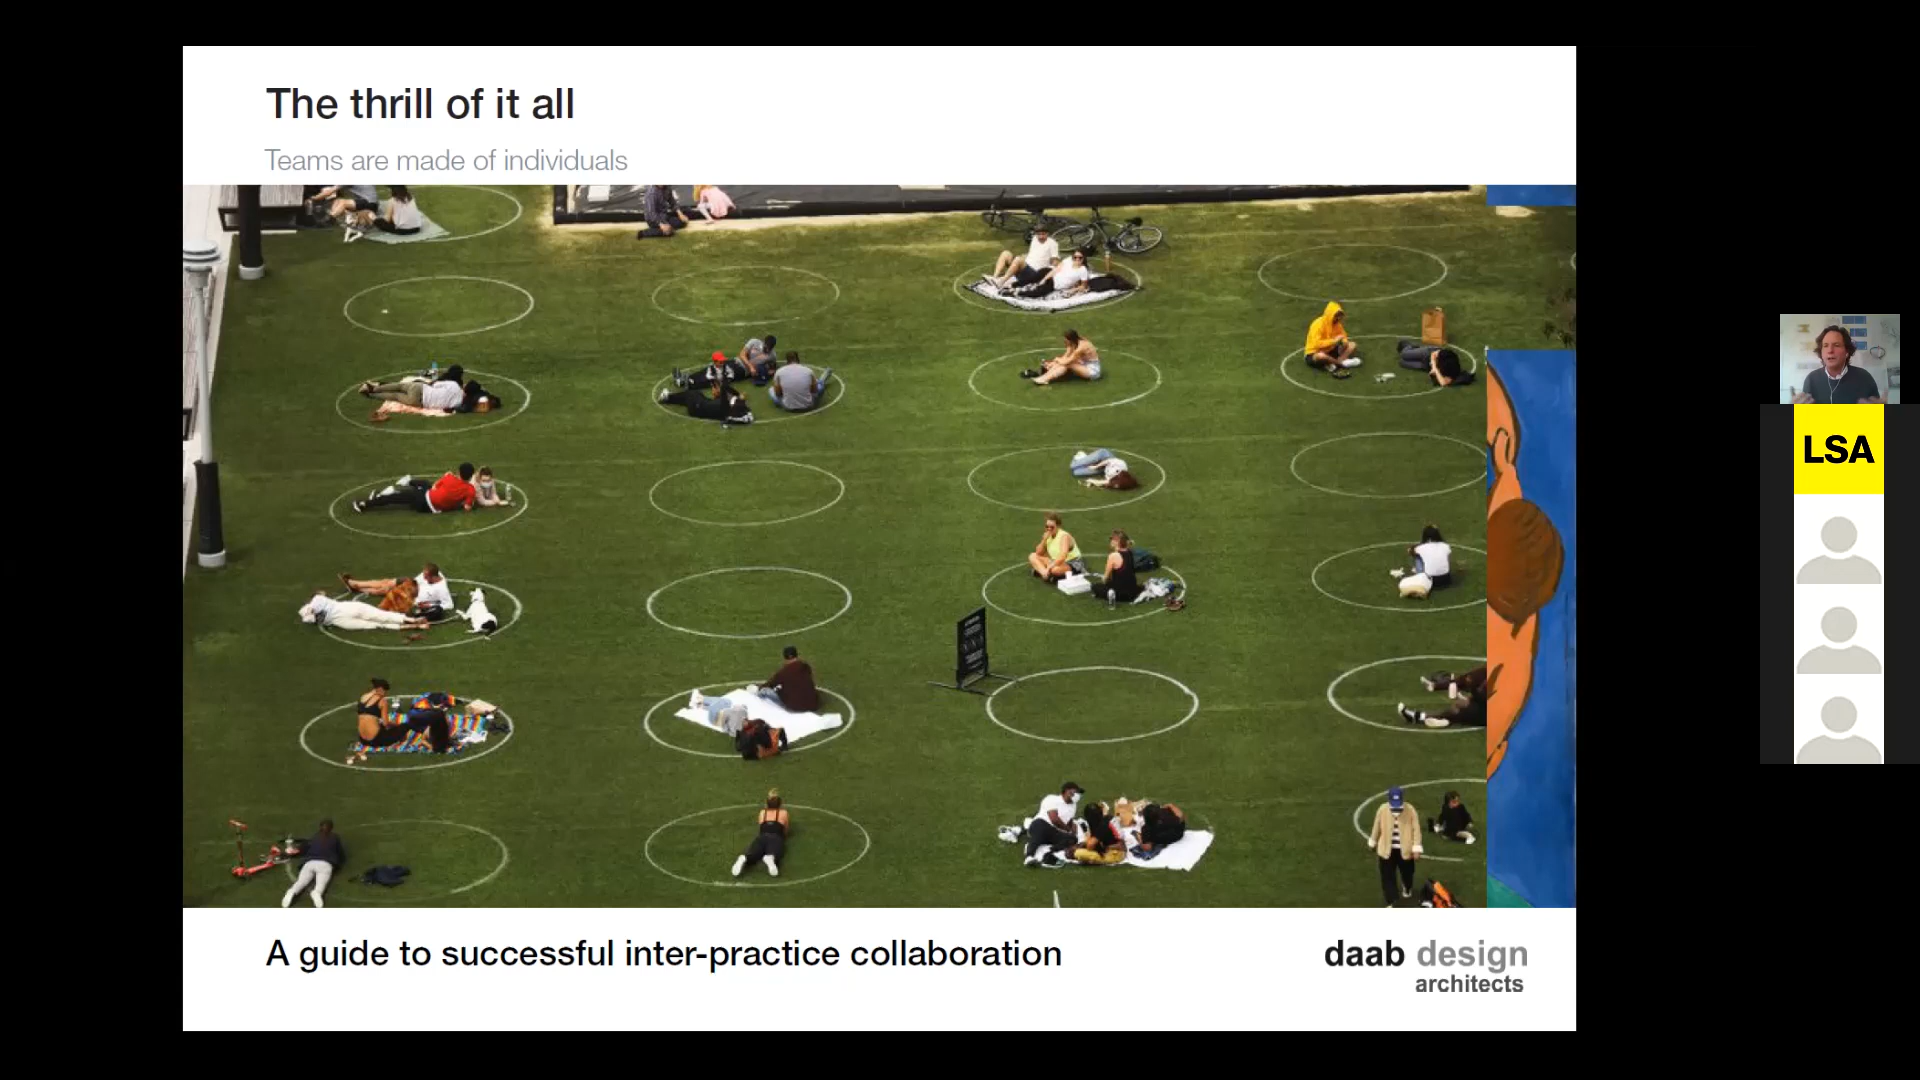 The thrill of it all
Teams are made of individuals
LSA
A guide to successful inter-practice collaboration
daab design
architects